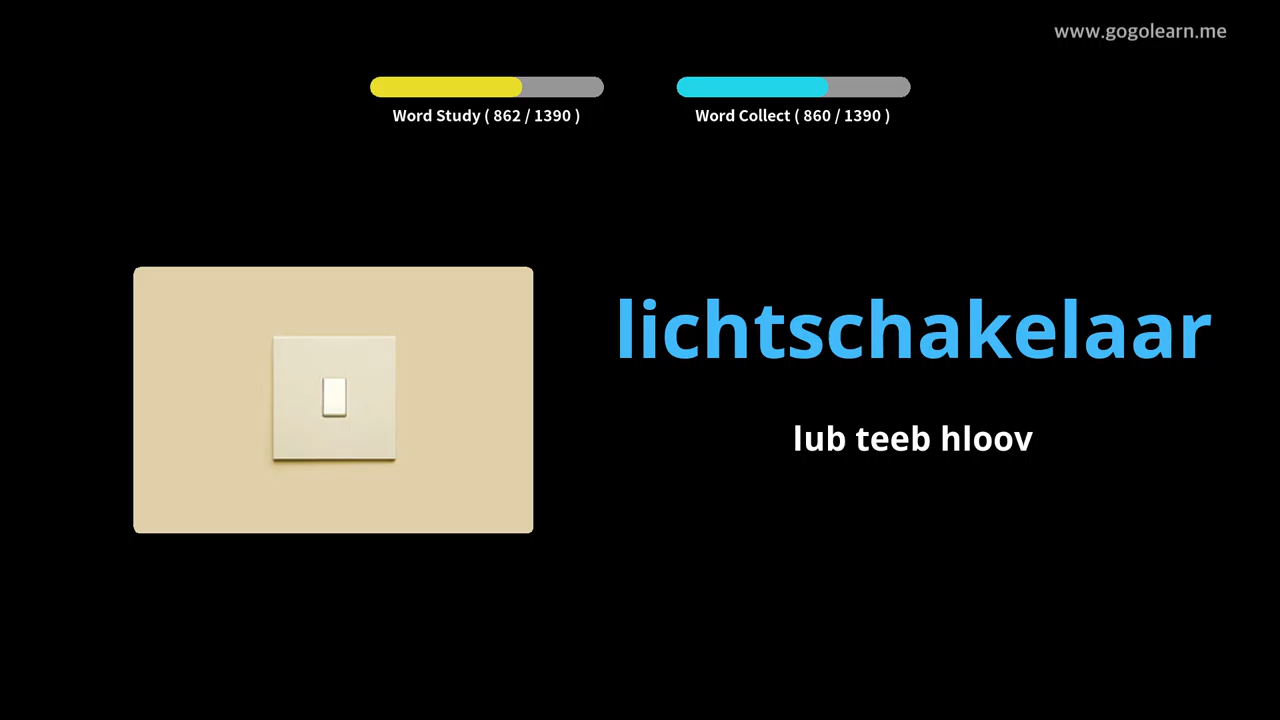 www.gogolearn.me
Word Study ( 862 / 1390 )
Word Collect ( 860 / 1390 )
lichtschakelaar
lub teeb hloov